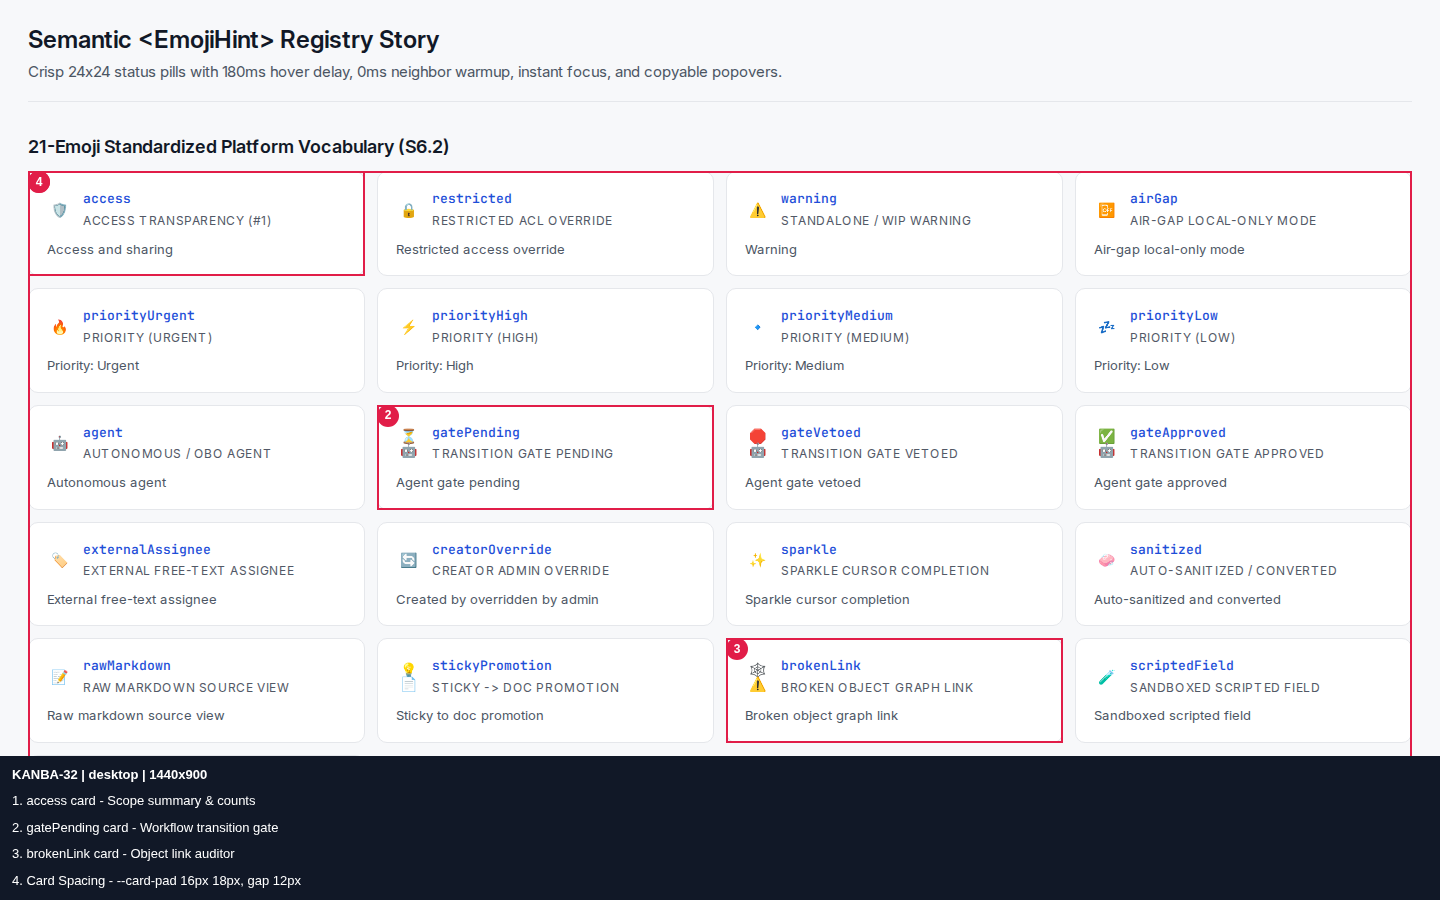 Semantic <EmojiHint> Registry Story
Crisp 24x24 status pills with 180ms hover delay, 0ms neighbor warmup, instant focus, and copyable popovers.
21-Emoji Standardized Platform Vocabulary (S6.2)
4
access
ACCESS TRANSPARENCY (#1)
Access and sharing
restricted
RESTRICTED ACL OVERRIDE
Restricted access override
warning
STANDALONE / WIP WARNING
Warning
airGap
AIR-GAP LOCAL-ONLY MODE
Air-gap local-only mode
priorityUrgent
PRIORITY (URGENT)
Priority: Urgent
priorityHigh
PRIORITY (HIGH)
Priority: High
priorityMedium
PRIORITY (MEDIUM)
Priority: Medium
priorityLow
PRIORITY (LOW)
Priority: Low
agent
AUTONOMOUS / OBO AGENT
Autonomous agent
2
gatePending
TRANSITION GATE PENDING
Agent gate pending
gateVetoed
TRANSITION GATE VETOED
Agent gate vetoed
gateApproved
TRANSITION GATE APPROVED
Agent gate approved
externalAssignee
EXTERNAL FREE-TEXT ASSIGNEE
External free-text assignee
creatorOverride
CREATOR ADMIN OVERRIDE
Created by overridden by admin
sparkle
SPARKLE CURSOR COMPLETION
Sparkle cursor completion
sanitized
AUTO-SANITIZED / CONVERTED
Auto-sanitized and converted
rawMarkdown
RAW MARKDOWN SOURCE VIEW
Raw markdown source view
stickyPromotion
STICKY -> DOC PROMOTION
Sticky to doc promotion
3
brokenLink
BROKEN OBJECT GRAPH LINK
Broken object graph link
scriptedField
SANDBOXED SCRIPTED FIELD
Sandboxed scripted field
KANBA-32 | desktop | 1440x900
1. access card - Scope summary & counts
2. gatePending card - Workflow transition gate
3. brokenLink card - Object link auditor
4. Card Spacing - --card-pad 16px 18px, gap 12px